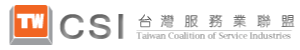 TW CSI 台灣服務業聯盟
Taiwan Coalition of Service Industries